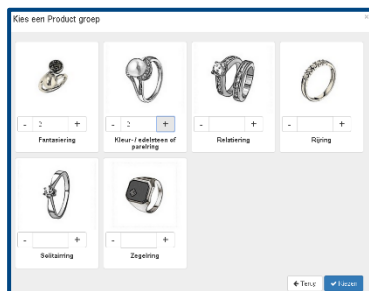 Kies een Product groep
×
- 2 +
- 2 +
- +
- +
Fantasiering
Kleur- / edelsteen of parelring
Relatiering
Rijring
- +
- +
Solitairring
Zegelring
Terug
Kiezen